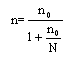 n = n₀ / (1 + n₀/N)